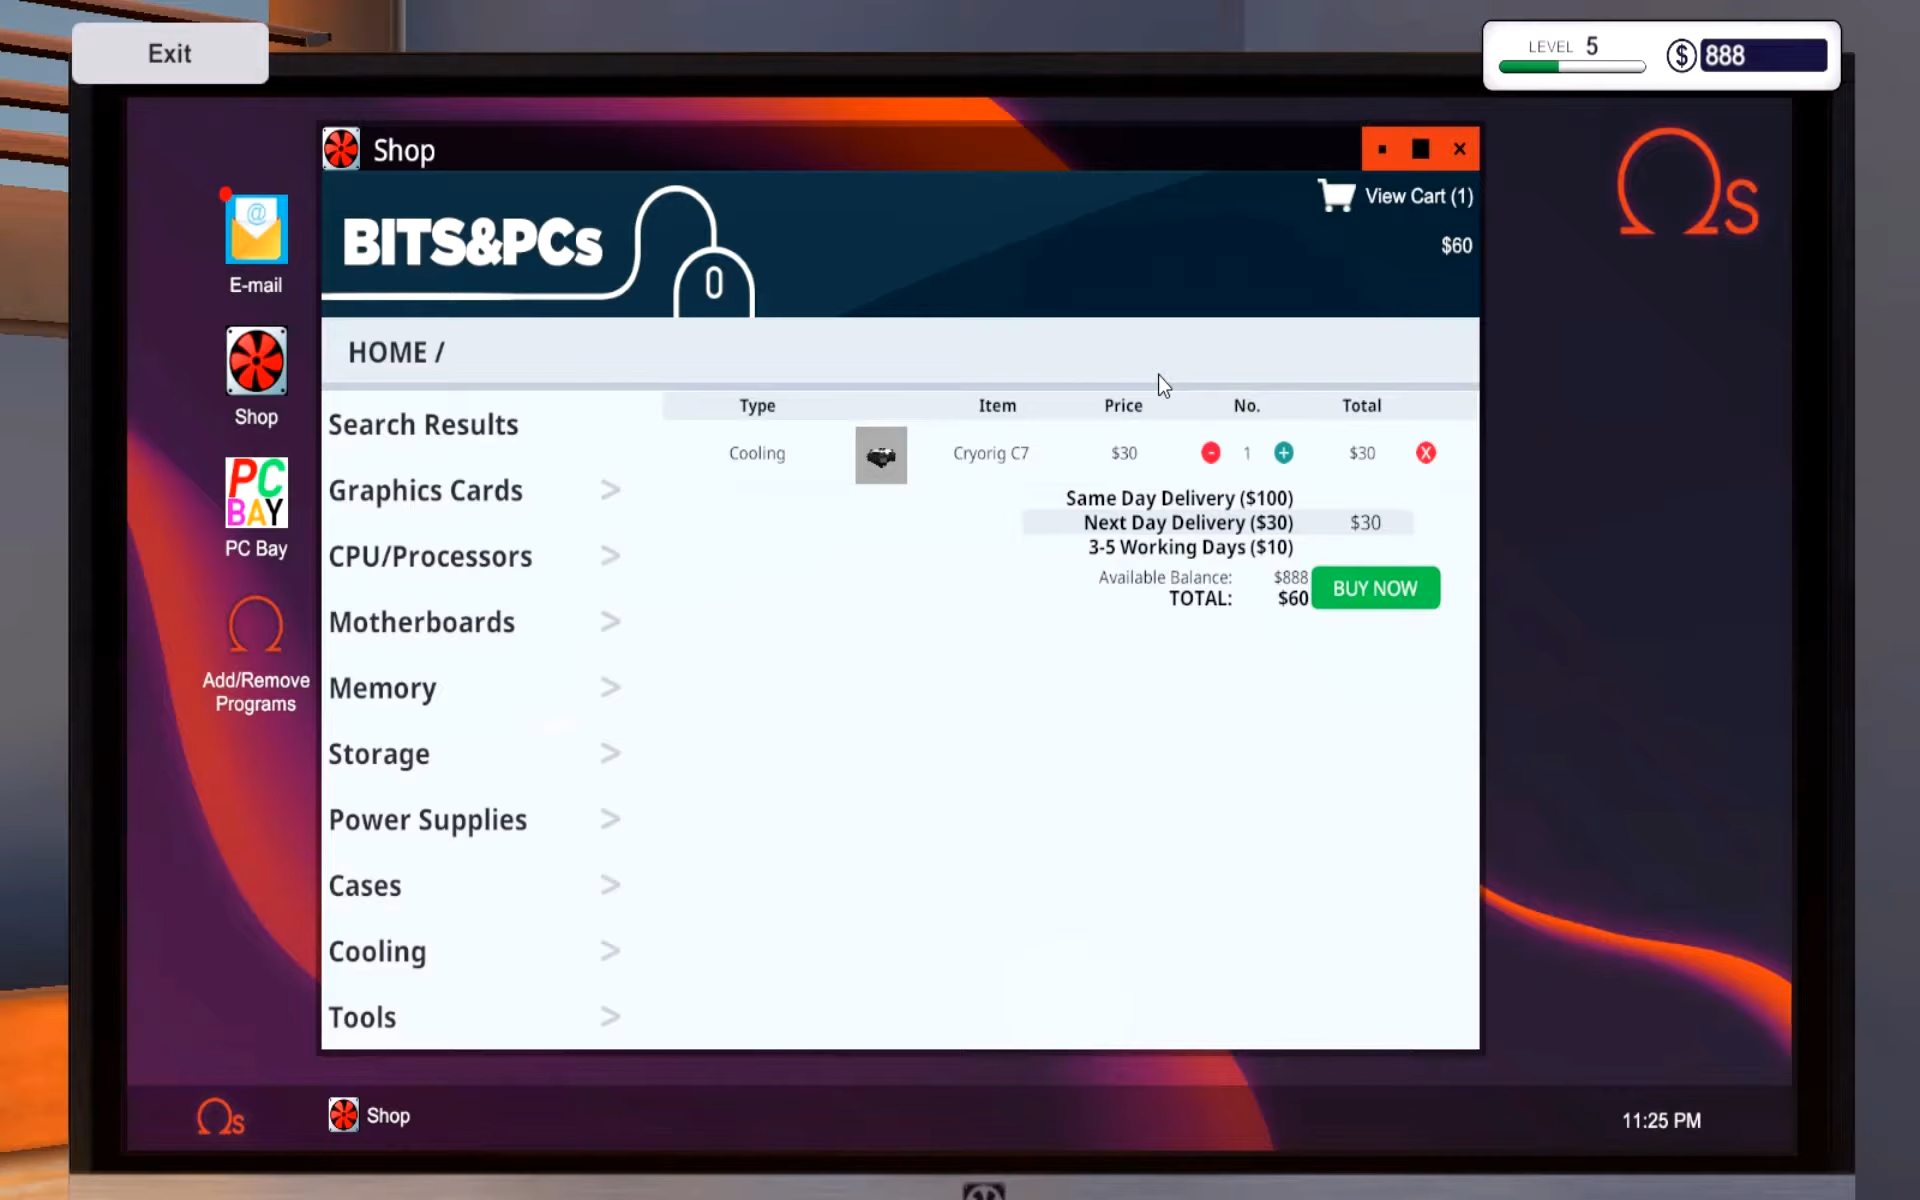 Exit
LEVEL 5
$ 888
Shop
View Cart (1)
$60
BITS&PCs
Ωs
HOME /
@
E-mail
Shop
PC
BAY
PC Bay
Add/Remove
Programs
Search Results
Graphics Cards >
CPU/Processors >
Motherboards >
Memory >
Storage >
Power Supplies >
Cases >
Cooling >
Tools >
Type Item Price No. Total
Cooling Cryorig C7 $30 - 1 + $30 X
Same Day Delivery ($100)
Next Day Delivery ($30) $30
3-5 Working Days ($10)
Available Balance: $888
TOTAL: $60
BUY NOW
Ωs
Shop
11:25 PM